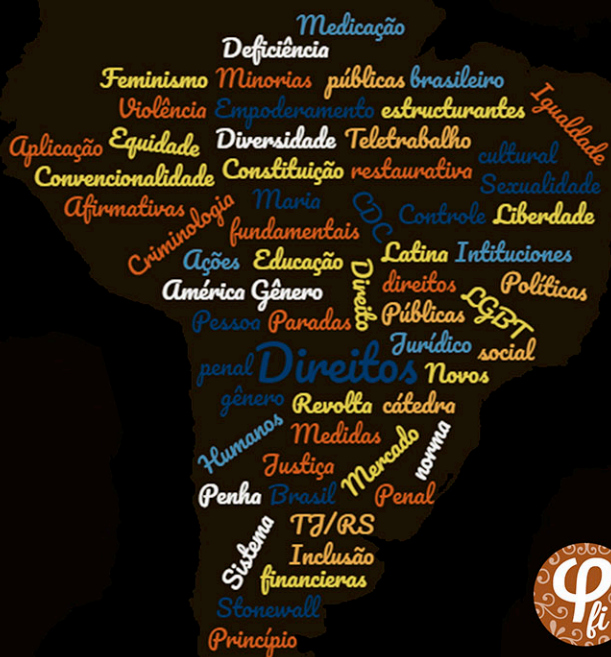 Medicação
Deficiência
Feminismo Minorias públicas brasileiro
Igualdade
Violência Empoderamento estructurantes
Aplicação Equidade Diversidade Teletrabalho cultural
Convencionalidade Constituição restaurativa Sexualidade
Afirmativas Criminologia Maria CDC Controle Liberdade
fundamentais
Ações Educação Direito Latina Intituciones
América Gênero direitos Políticas
Pessoa Paradas Públicas LGBT
Jurídico social
penal Direitos Novos
gênero Revolta cátedra
Humanos Medidas Mercado norma
Justiça
Penha Brasil Penal
Sistema TJ/RS
Inclusão
financieras
Stonewall
Princípio
φ fi